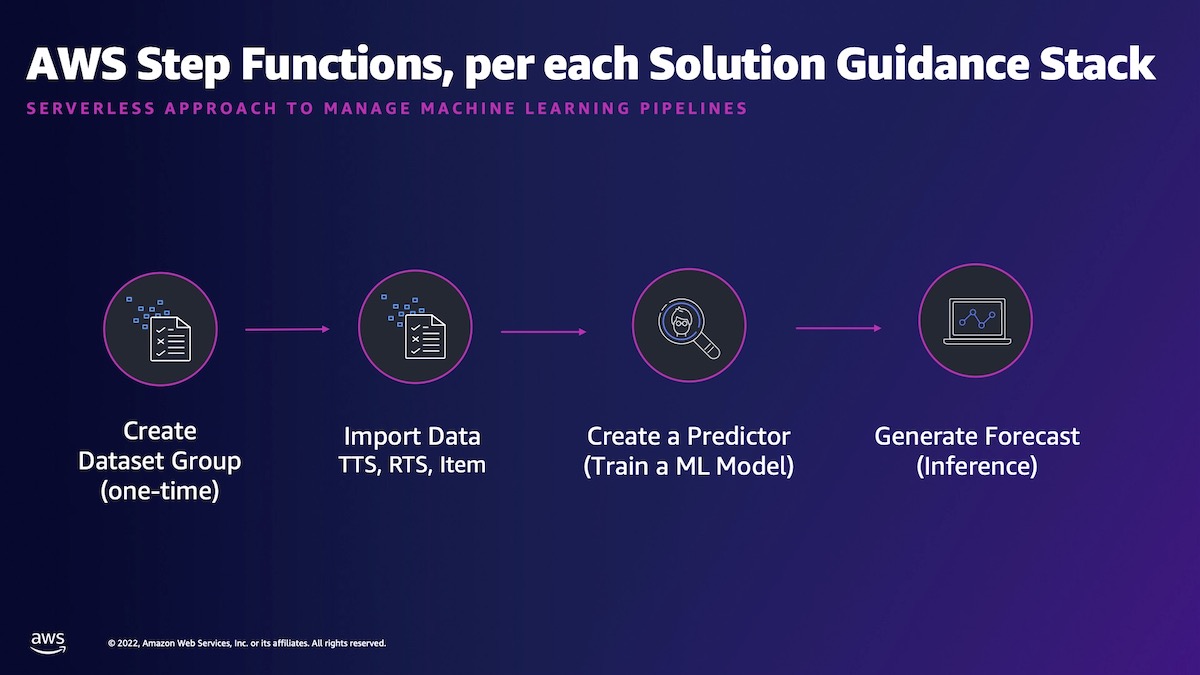 AWS Step Functions, per each Solution Guidance Stack
SERVERLESS APPROACH TO MANAGE MACHINE LEARNING PIPELINES
Create
Dataset Group
(one-time)
Import Data
TTS, RTS, Item
Create a Predictor
(Train a ML Model)
Generate Forecast
(Inference)
aws
© 2022, Amazon Web Services, Inc. or its affiliates. All rights reserved.